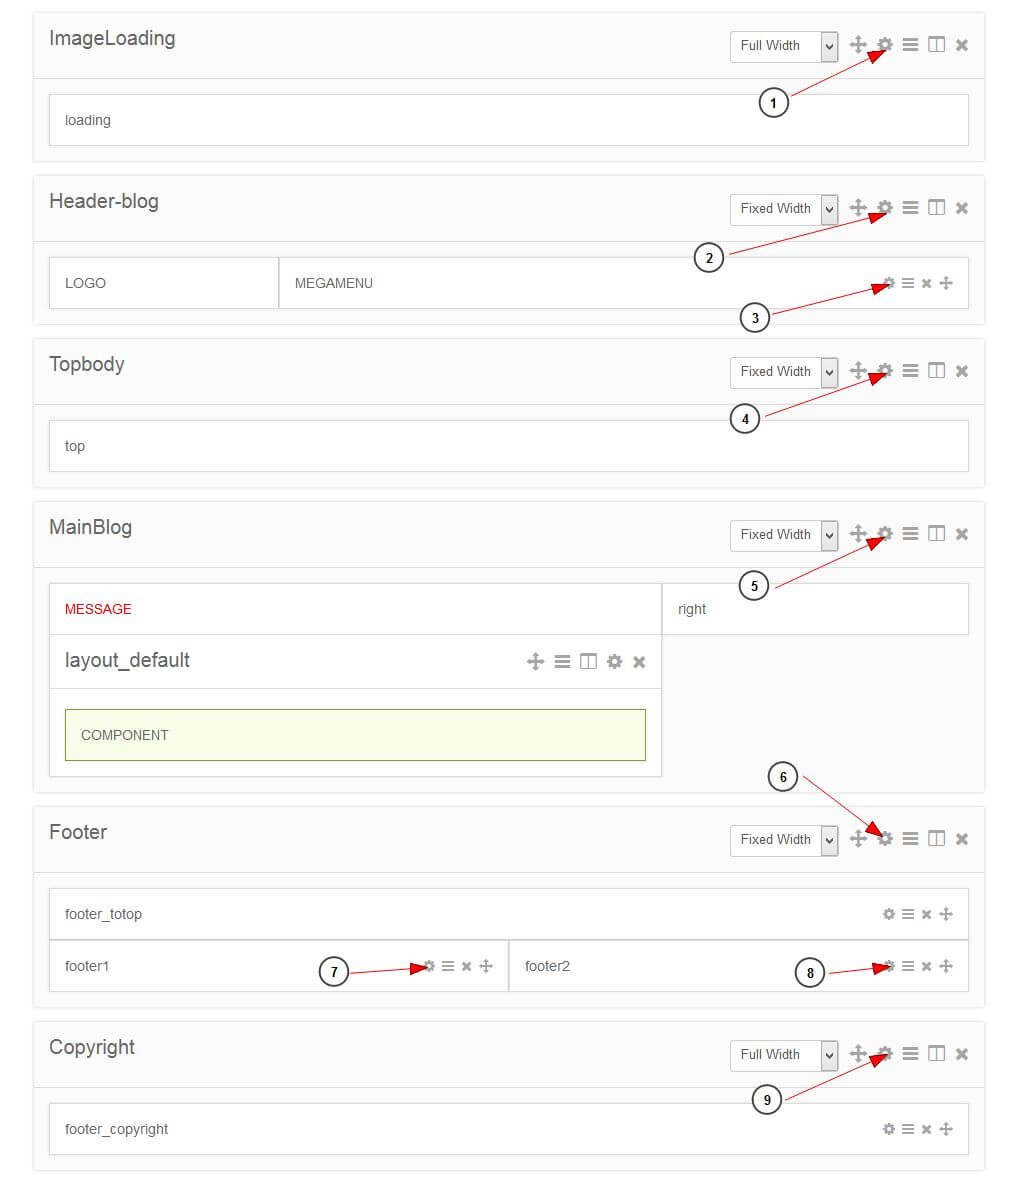 ImageLoading
Full Width
1
loading
Header-blog
Fixed Width
2
LOGO
MEGAMENU
3
Topbody
Fixed Width
4
top
MainBlog
Fixed Width
5
MESSAGE
right
layout_default
COMPONENT
6
Footer
Fixed Width
footer_totop
footer1
7
footer2
8
Copyright
Full Width
9
footer_copyright